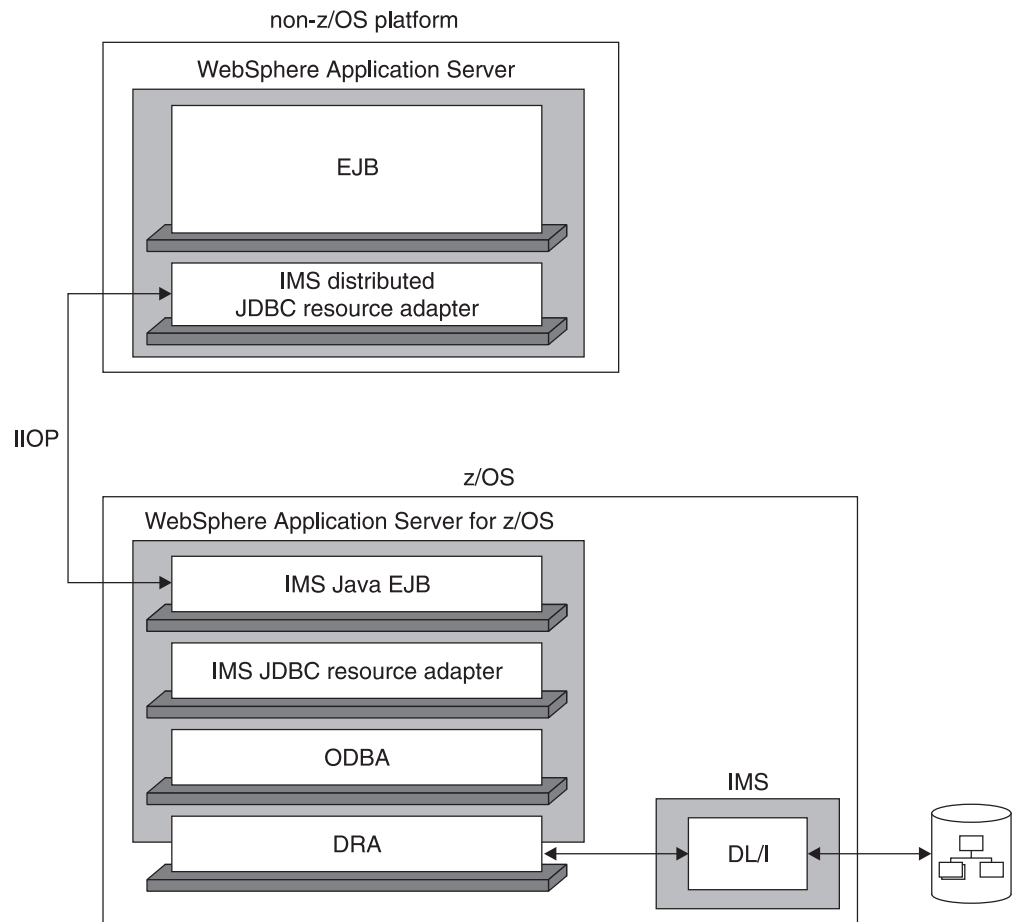 non-z/OS platform
WebSphere Application Server
EJB
IMS distributed
JDBC resource adapter
IIOP
z/OS
WebSphere Application Server for z/OS
IMS Java EJB
IMS JDBC resource adapter
ODBA
IMS
DRA
DL/I